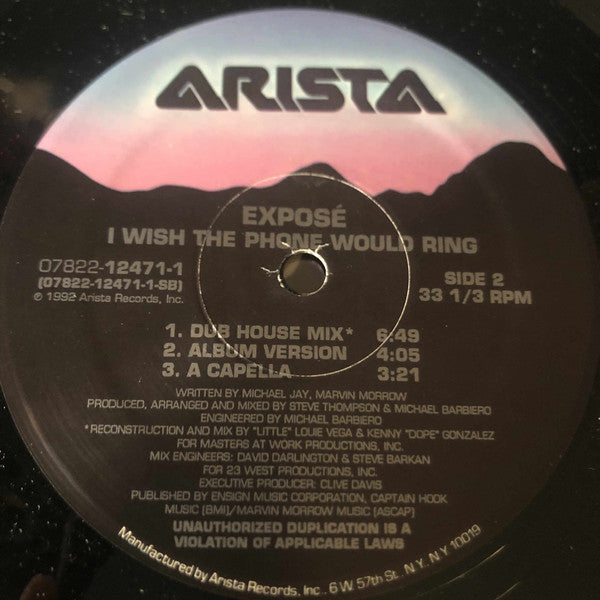 ARISTA
EXPOSÉ
I WISH THE PHONE WOULD RING
07822-12471-1
(07822-12471-1-SB)
℗ 1992 Arista Records, Inc.
SIDE 2
33 1/3 RPM
1. DUB HOUSE MIX* 6:49
2. ALBUM VERSION 4:05
3. A CAPELLA 3:21
WRITTEN BY MICHAEL JAY, MARVIN MORROW
PRODUCED, ARRANGED AND MIXED BY STEVE THOMPSON & MICHAEL BARBIERO
ENGINEERED BY MICHAEL BARBIERO
*RECONSTRUCTION AND MIX BY "LITTLE" LOUIE VEGA & KENNY "DOPE" GONZALEZ
FOR MASTERS AT WORK PRODUCTIONS, INC.
MIX ENGINEERS: DAVID DARLINGTON & STEVE BARKAN
FOR 23 WEST PRODUCTIONS, INC.
EXECUTIVE PRODUCER: CLIVE DAVIS
PUBLISHED BY ENSIGN MUSIC CORPORATION, CAPTAIN HOOK
MUSIC (BMI)/MARVIN MORROW MUSIC (ASCAP)
UNAUTHORIZED DUPLICATION IS A
VIOLATION OF APPLICABLE LAWS
Manufactured by Arista Records, Inc., 6 W 57th St., N.Y. N.Y 10019